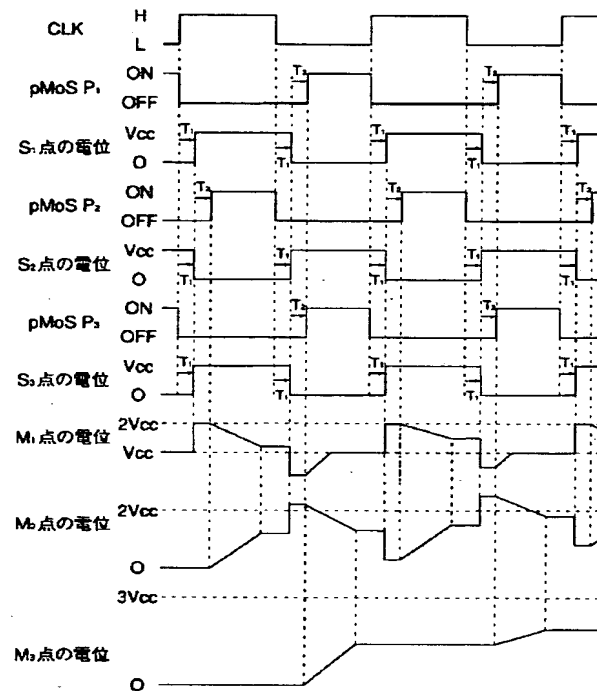 CLK
H
L
pMoS P₁
ON
OFF
T₂
T₂
S₁点の電位
Vcc
O
T₁
T₁
T₁
T₁
T₁
pMoS P₂
ON
OFF
T₂
T₂
T₂
S₂点の電位
Vcc
O
T₁
T₁
T₁
T₁
T₁
pMoS P₃
ON
OFF
T₂
T₂
S₃点の電位
Vcc
O
T₁
T₁
T₁
T₁
T₁
M₁点の電位
2Vcc
Vcc
M₂点の電位
2Vcc
O
3Vcc
M₃点の電位
O